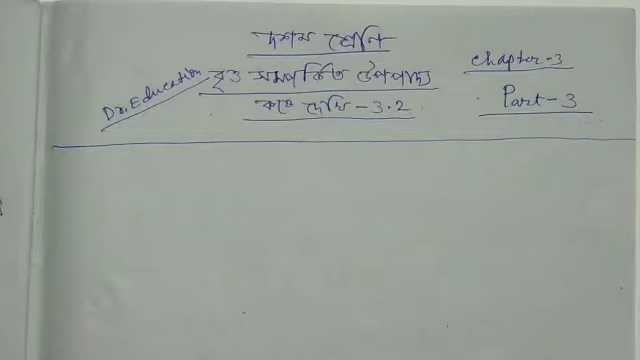 দশম শ্রেণি
Dr. Education
বৃত্ত সম্পর্কিত উপপাদ্য
কষে দেখি - 3.2
Chapter-3
Part-3